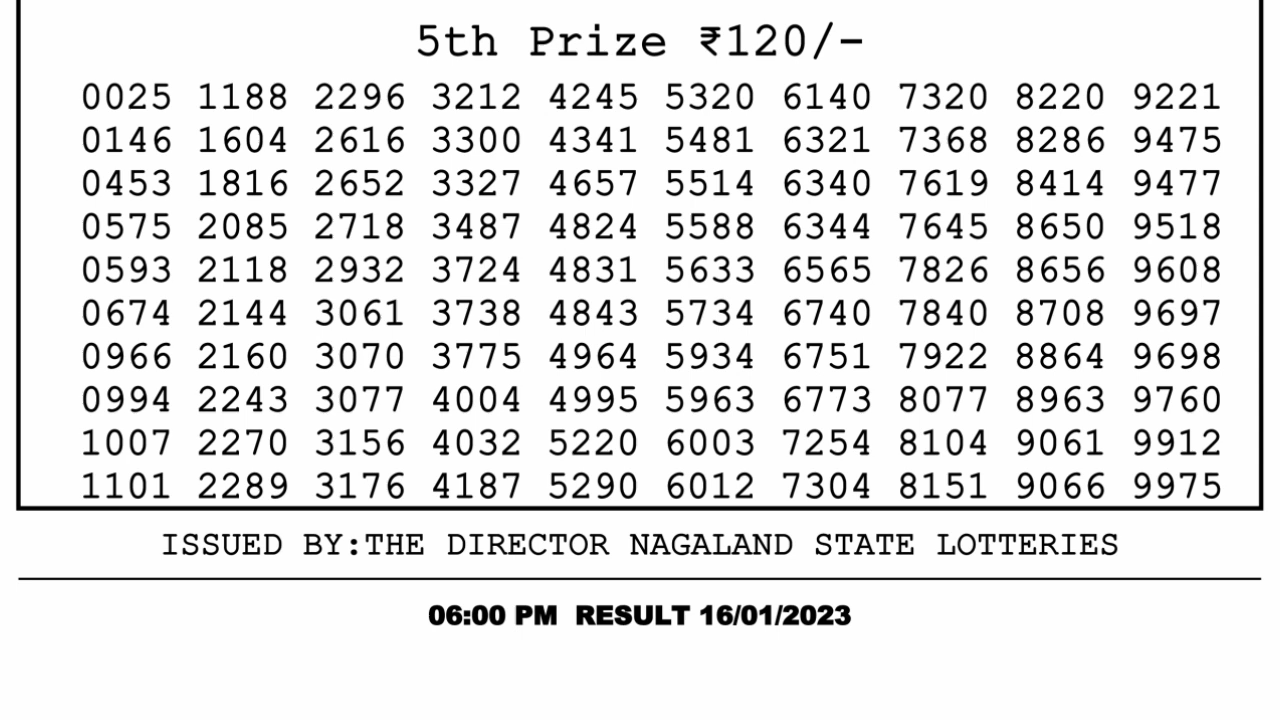 5th Prize ₹120/-
0025 1188 2296 3212 4245 5320 6140 7320 8220 9221
0146 1604 2616 3300 4341 5481 6321 7368 8286 9475
0453 1816 2652 3327 4657 5514 6340 7619 8414 9477
0575 2085 2718 3487 4824 5588 6344 7645 8650 9518
0593 2118 2932 3724 4831 5633 6565 7826 8656 9608
0674 2144 3061 3738 4843 5734 6740 7840 8708 9697
0966 2160 3070 3775 4964 5934 6751 7922 8864 9698
0994 2243 3077 4004 4995 5963 6773 8077 8963 9760
1007 2270 3156 4032 5220 6003 7254 8104 9061 9912
1101 2289 3176 4187 5290 6012 7304 8151 9066 9975
ISSUED BY:THE DIRECTOR NAGALAND STATE LOTTERIES
06:00 PM RESULT 16/01/2023